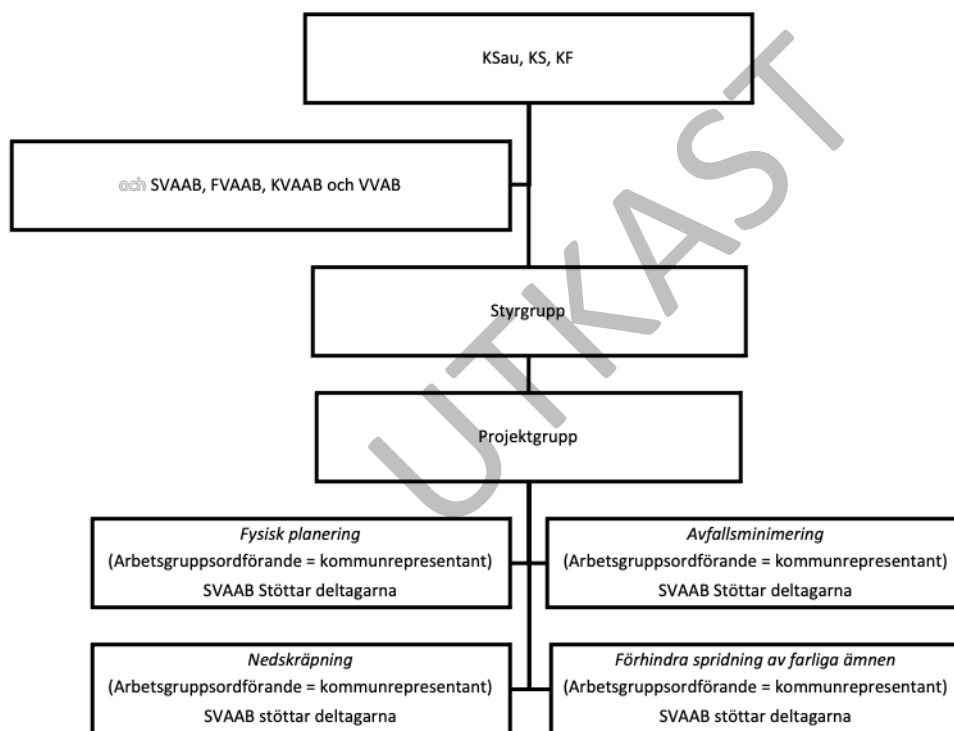 KSau, KS, KF
och SVAAB, FVAAB, KVAAB och VVAB
Styrgrupp
Projektgrupp
Fysisk planering
(Arbetsgruppsordförande = kommunrepresentant)
SVAAB Stöttar deltagarna
Avfallsminimering
(Arbetsgruppsordförande = kommunrepresentant)
SVAAB Stöttar deltagarna
Nedskräpning
(Arbetsgruppsordförande = kommunrepresentant)
SVAAB stöttar deltagarna
Förhindra spridning av farliga ämnen
(Arbetsgruppsordförande = kommunrepresentant)
SVAAB stöttar deltagarna
UTKAST